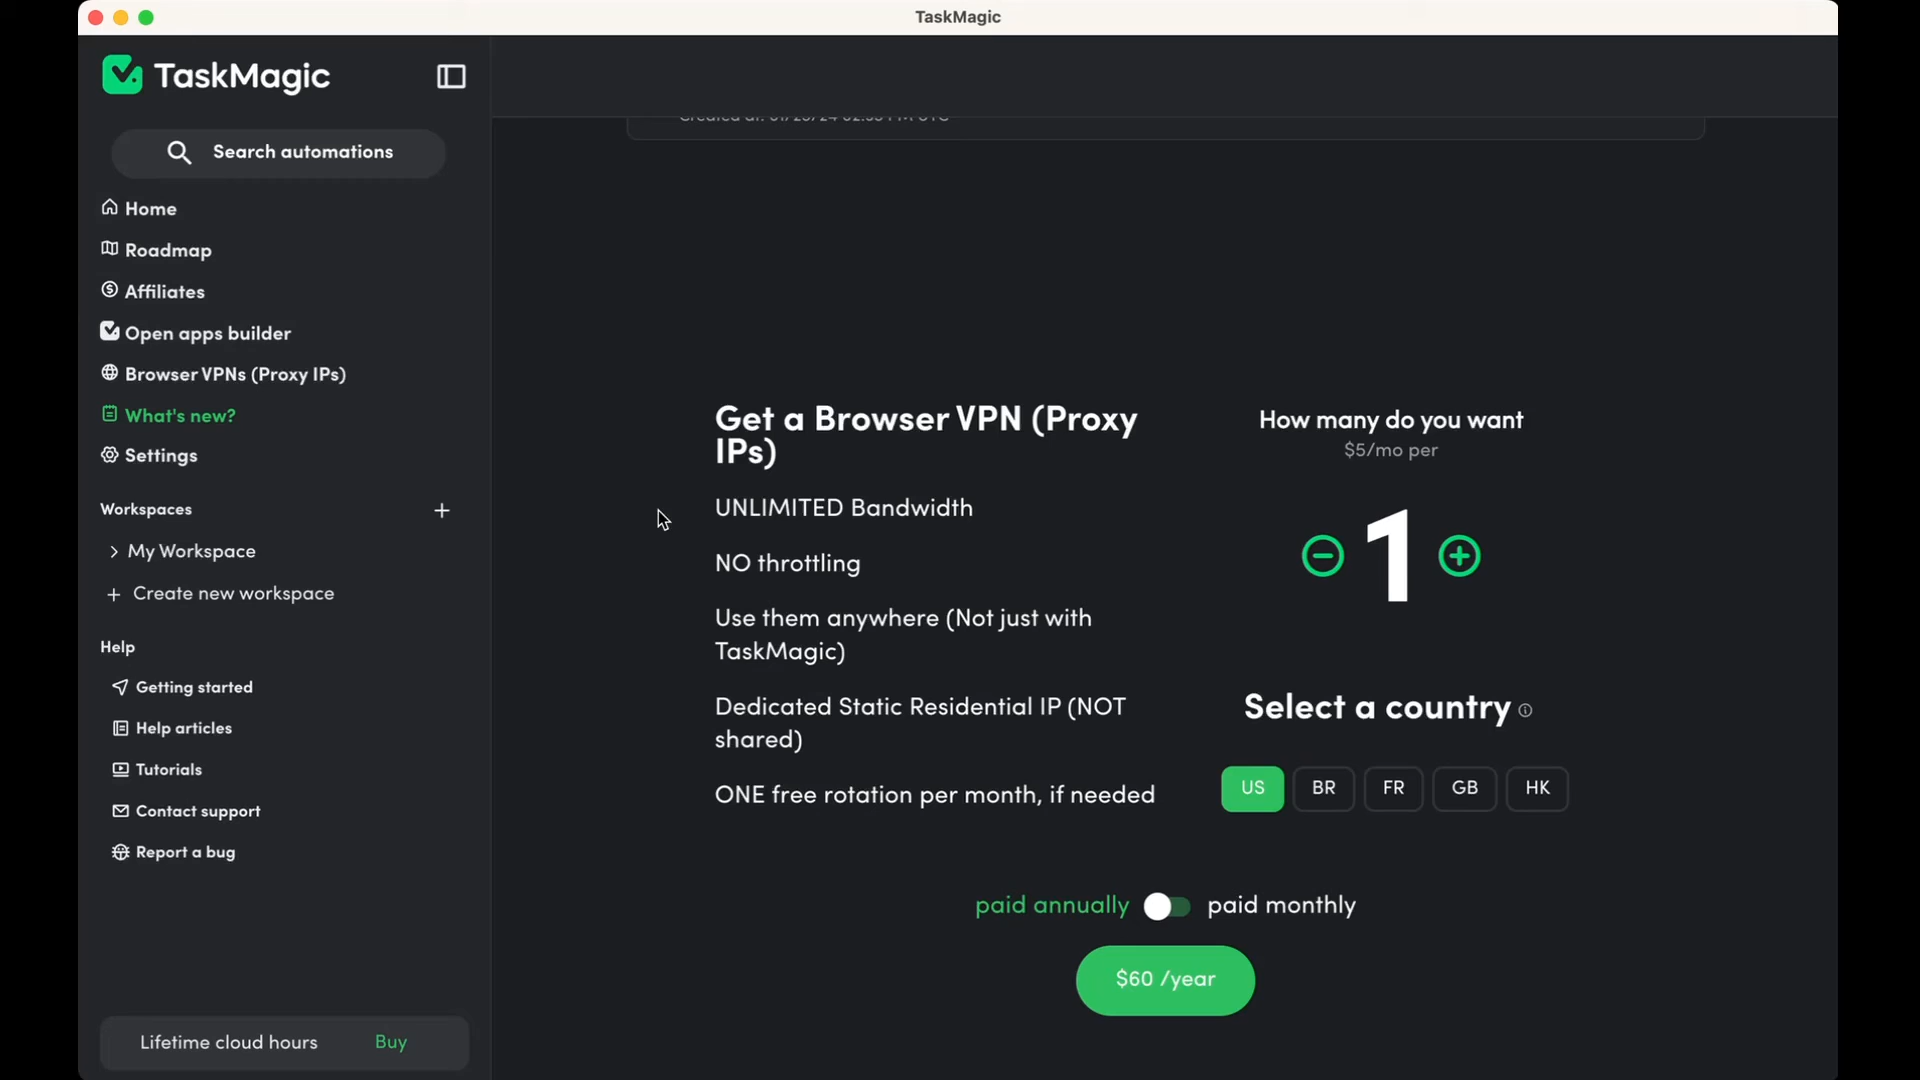 TaskMagic
TaskMagic
Search automations
Home
Roadmap
Affiliates
Open apps builder
Browser VPNs (Proxy IPs)
What's new?
Settings
Workspaces
My Workspace
Create new workspace
Help
Getting started
Help articles
Tutorials
Contact support
Report a bug
Lifetime cloud hours Buy
Get a Browser VPN (Proxy
IPs)
UNLIMITED Bandwidth
NO throttling
Use them anywhere (Not just with
TaskMagic)
Dedicated Static Residential IP (NOT
shared)
ONE free rotation per month, if needed
How many do you want
$5/mo per
1
Select a country
US BR FR GB HK
paid annually paid monthly
$60 /year